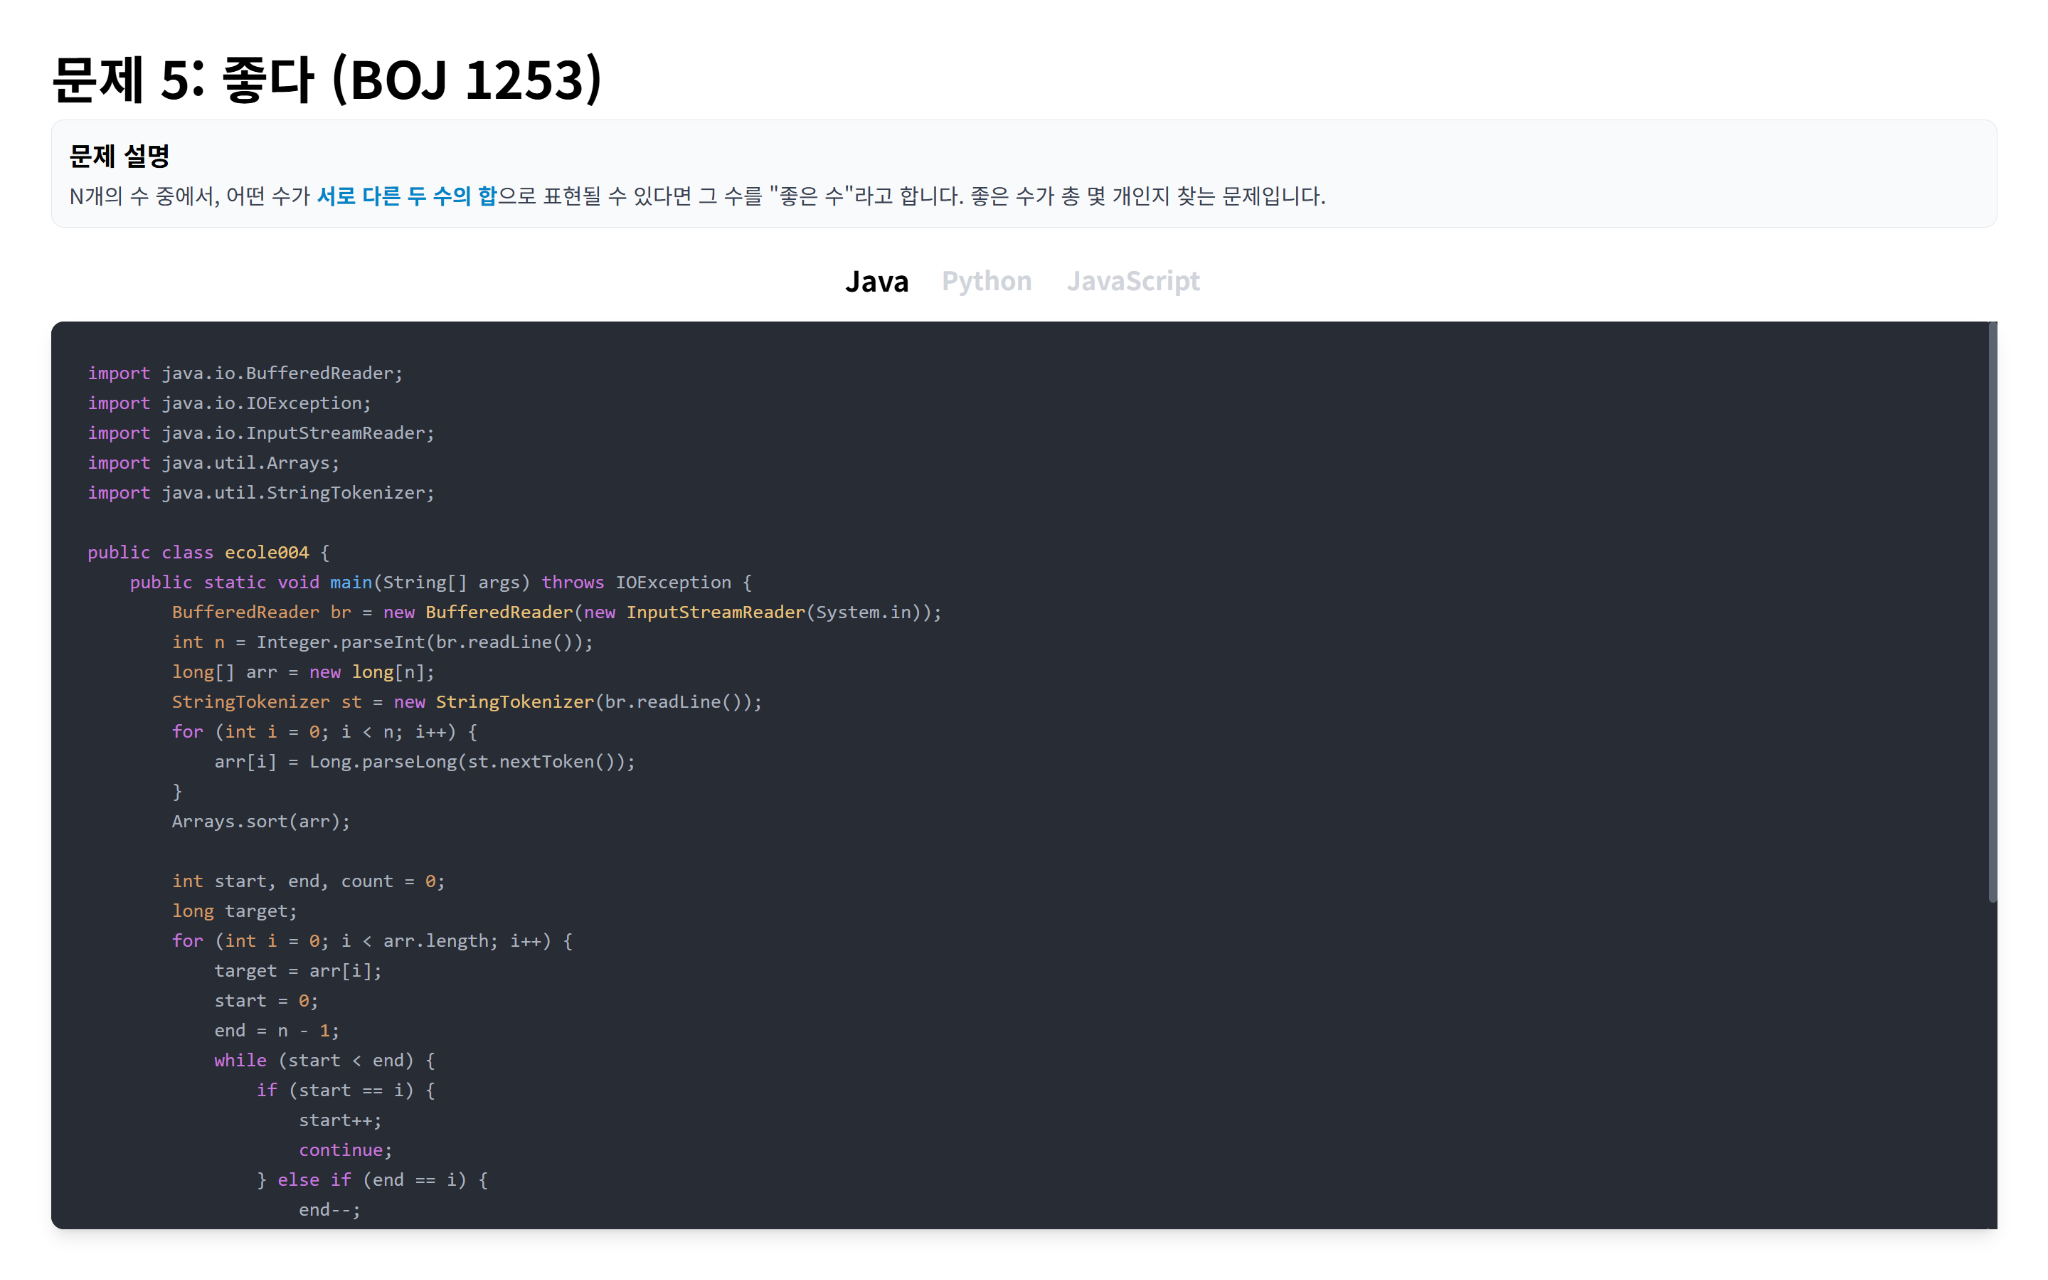 문제 5: 좋다 (BOJ 1253)
문제 설명
N개의 수 중에서, 어떤 수가 서로 다른 두 수의 합으로 표현될 수 있다면 그 수를 "좋은 수"라고 합니다. 좋은 수가 총 몇 개인지 찾는 문제입니다.
Java Python JavaScript
import java.io.BufferedReader;
import java.io.IOException;
import java.io.InputStreamReader;
import java.util.Arrays;
import java.util.StringTokenizer;
public class ecole004 {
    public static void main(String[] args) throws IOException {
        BufferedReader br = new BufferedReader(new InputStreamReader(System.in));
        int n = Integer.parseInt(br.readLine());
        long[] arr = new long[n];
        StringTokenizer st = new StringTokenizer(br.readLine());
        for (int i = 0; i < n; i++) {
            arr[i] = Long.parseLong(st.nextToken());
        }
        Arrays.sort(arr);
        int start, end, count = 0;
        long target;
        for (int i = 0; i < arr.length; i++) {
            target = arr[i];
            start = 0;
            end = n - 1;
            while (start < end) {
                if (start == i) {
                    start++;
                    continue;
                } else if (end == i) {
                    end--;